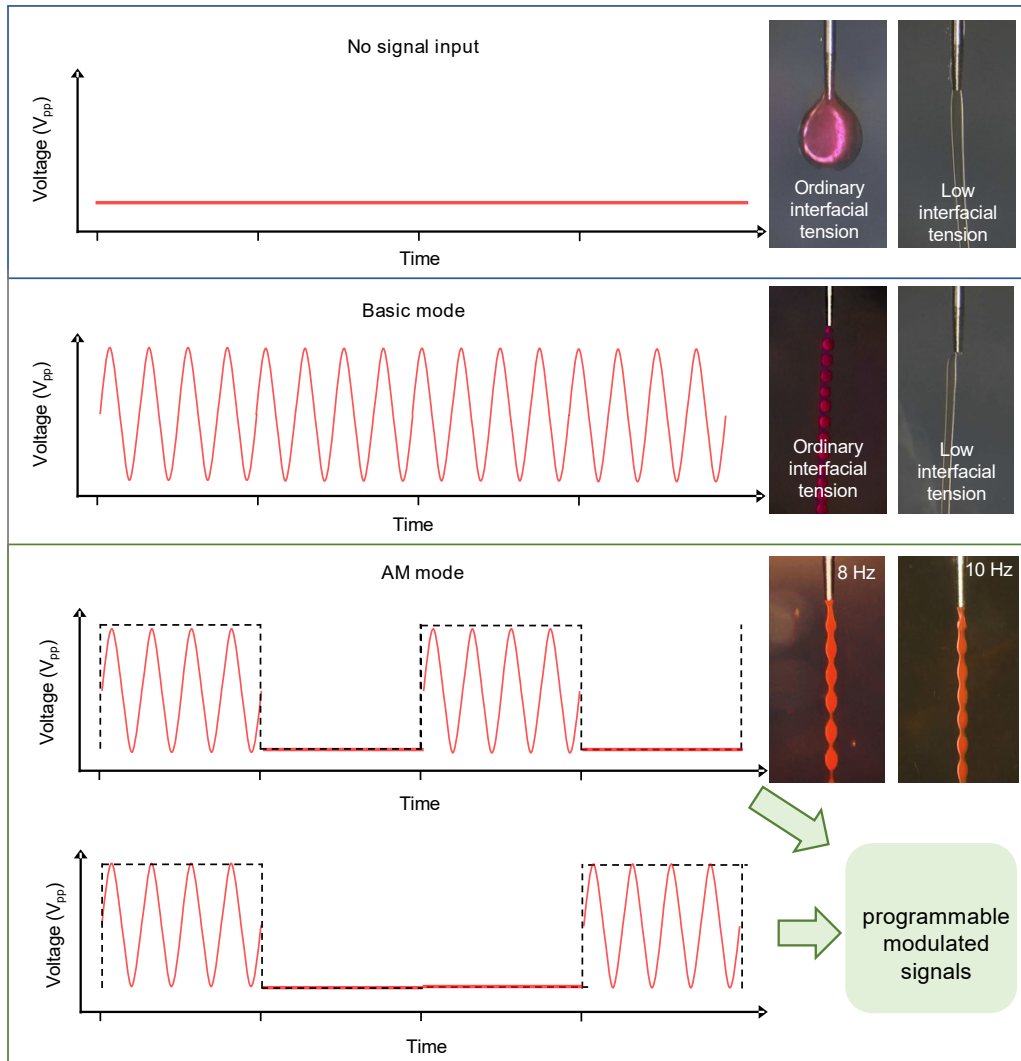 No signal input
Voltage (Vpp)
Time
Ordinary
interfacial
tension
Low
interfacial
tension
Basic mode
Voltage (Vpp)
Time
Ordinary
interfacial
tension
Low
interfacial
tension
AM mode
Voltage (Vpp)
Time
8 Hz
10 Hz
Voltage (Vpp)
Time
programmable
modulated
signals